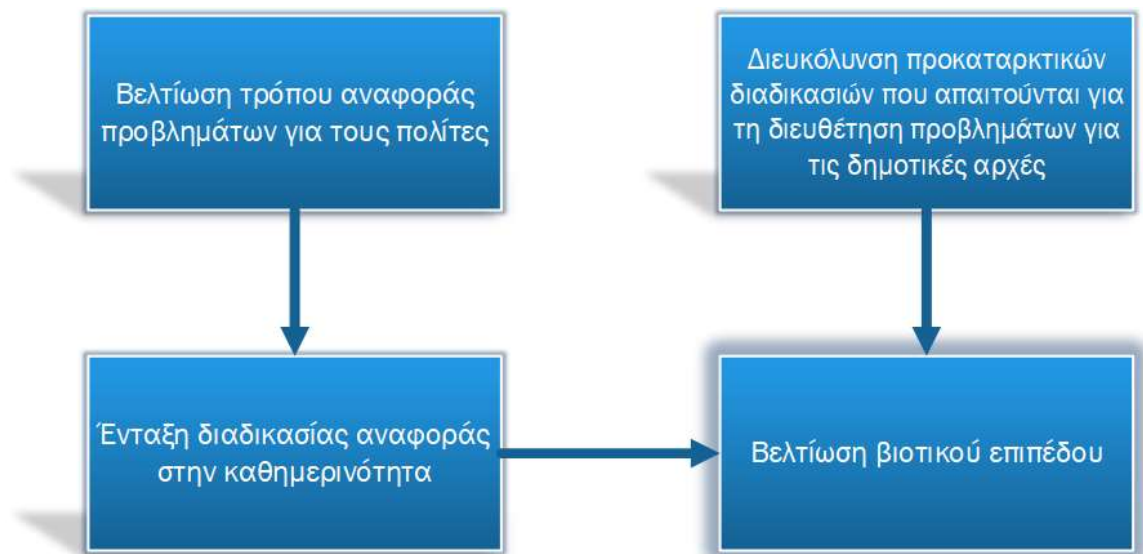 Βελτίωση τρόπου αναφοράς
προβλημάτων για τους πολίτες
Διευκόλυνση προκαταρκτικών
διαδικασιών που απαιτούνται για
τη διευθέτηση προβλημάτων για
τις δημοτικές αρχές
Ένταξη διαδικασίας αναφοράς
στην καθημερινότητα
Βελτίωση βιοτικού επιπέδου